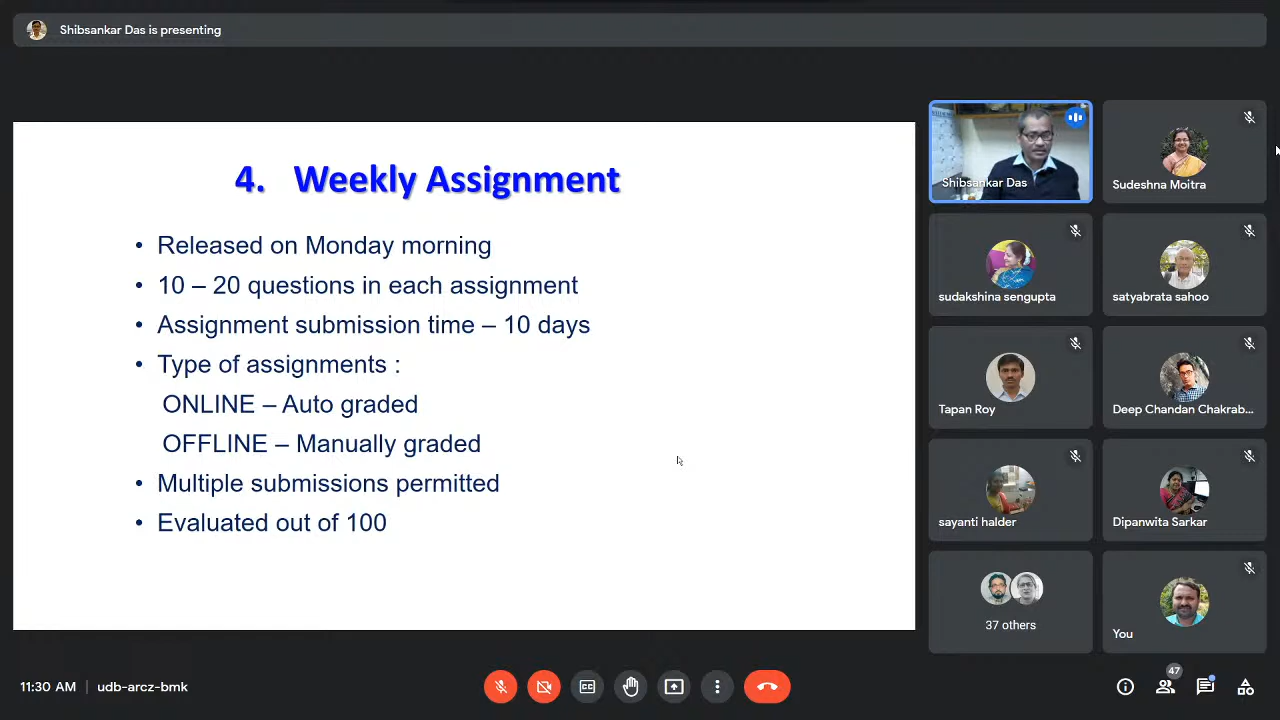 Shibsankar Das is presenting
4. Weekly Assignment
• Released on Monday morning
• 10 – 20 questions in each assignment
• Assignment submission time – 10 days
• Type of assignments :
ONLINE – Auto graded
OFFLINE – Manually graded
• Multiple submissions permitted
• Evaluated out of 100
Shibsankar Das
Sudeshna Moitra
sudakshina sengupta
satyabrata sahoo
Tapan Roy
Deep Chandan Chakrab...
sayanti halder
Dipanwita Sarkar
37 others
You
11:30 AM | udb-arcz-bmk
CC
47